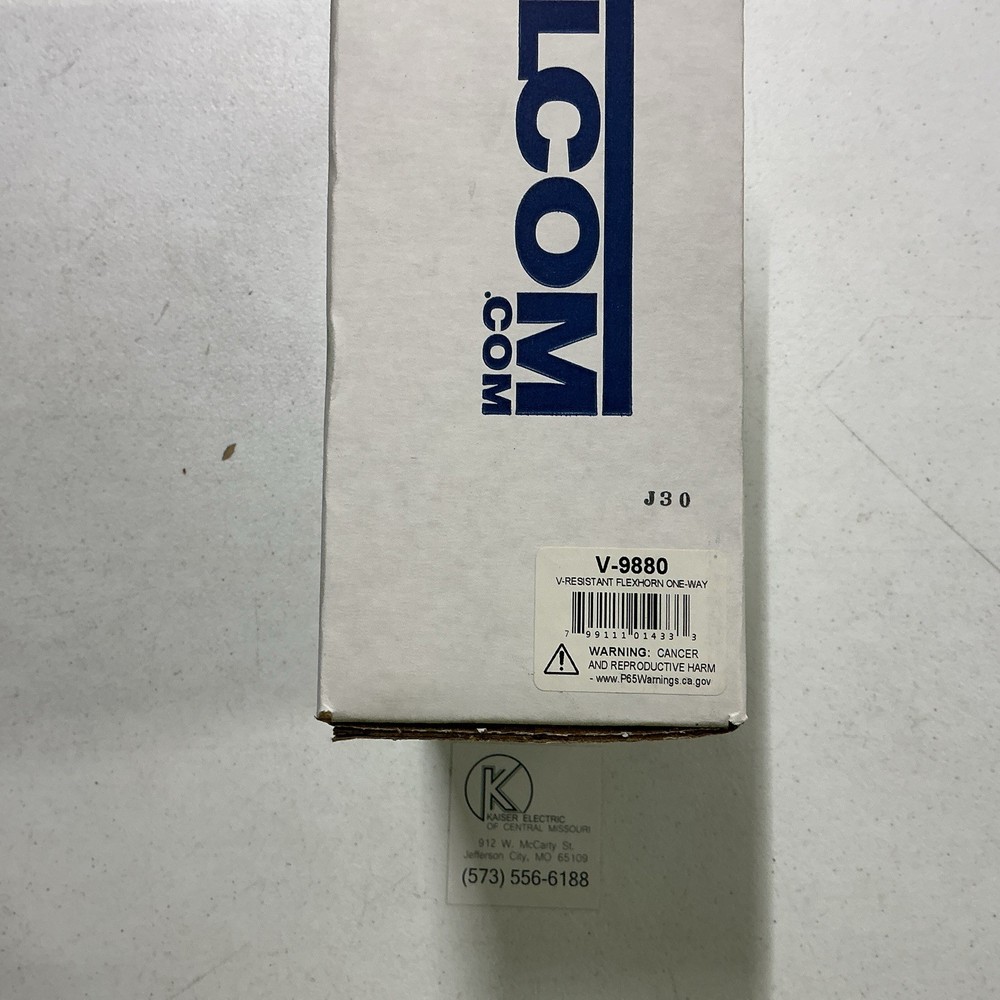 LCOM
.COM
J30
V-9880
V-RESISTANT FLEXHORN ONE-WAY
7 99111 01433 3
WARNING: CANCER
AND REPRODUCTIVE HARM
- www.P65Warnings.ca.gov
K
KAISER ELECTRIC
OF CENTRAL MISSOURI
912 W. McCarty St.
Jefferson City, MO 65109
(573) 556-6188